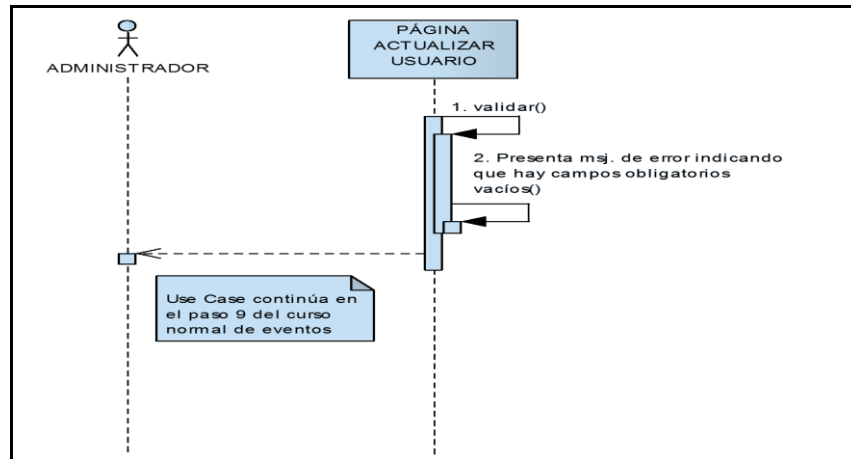 ADMINISTRADOR
PÁGINA
ACTUALIZAR
USUARIO
1. validar()
2. Presenta msj. de error indicando
que hay campos obligatorios
vacíos()
Use Case continúa en
el paso 9 del curso
normal de eventos